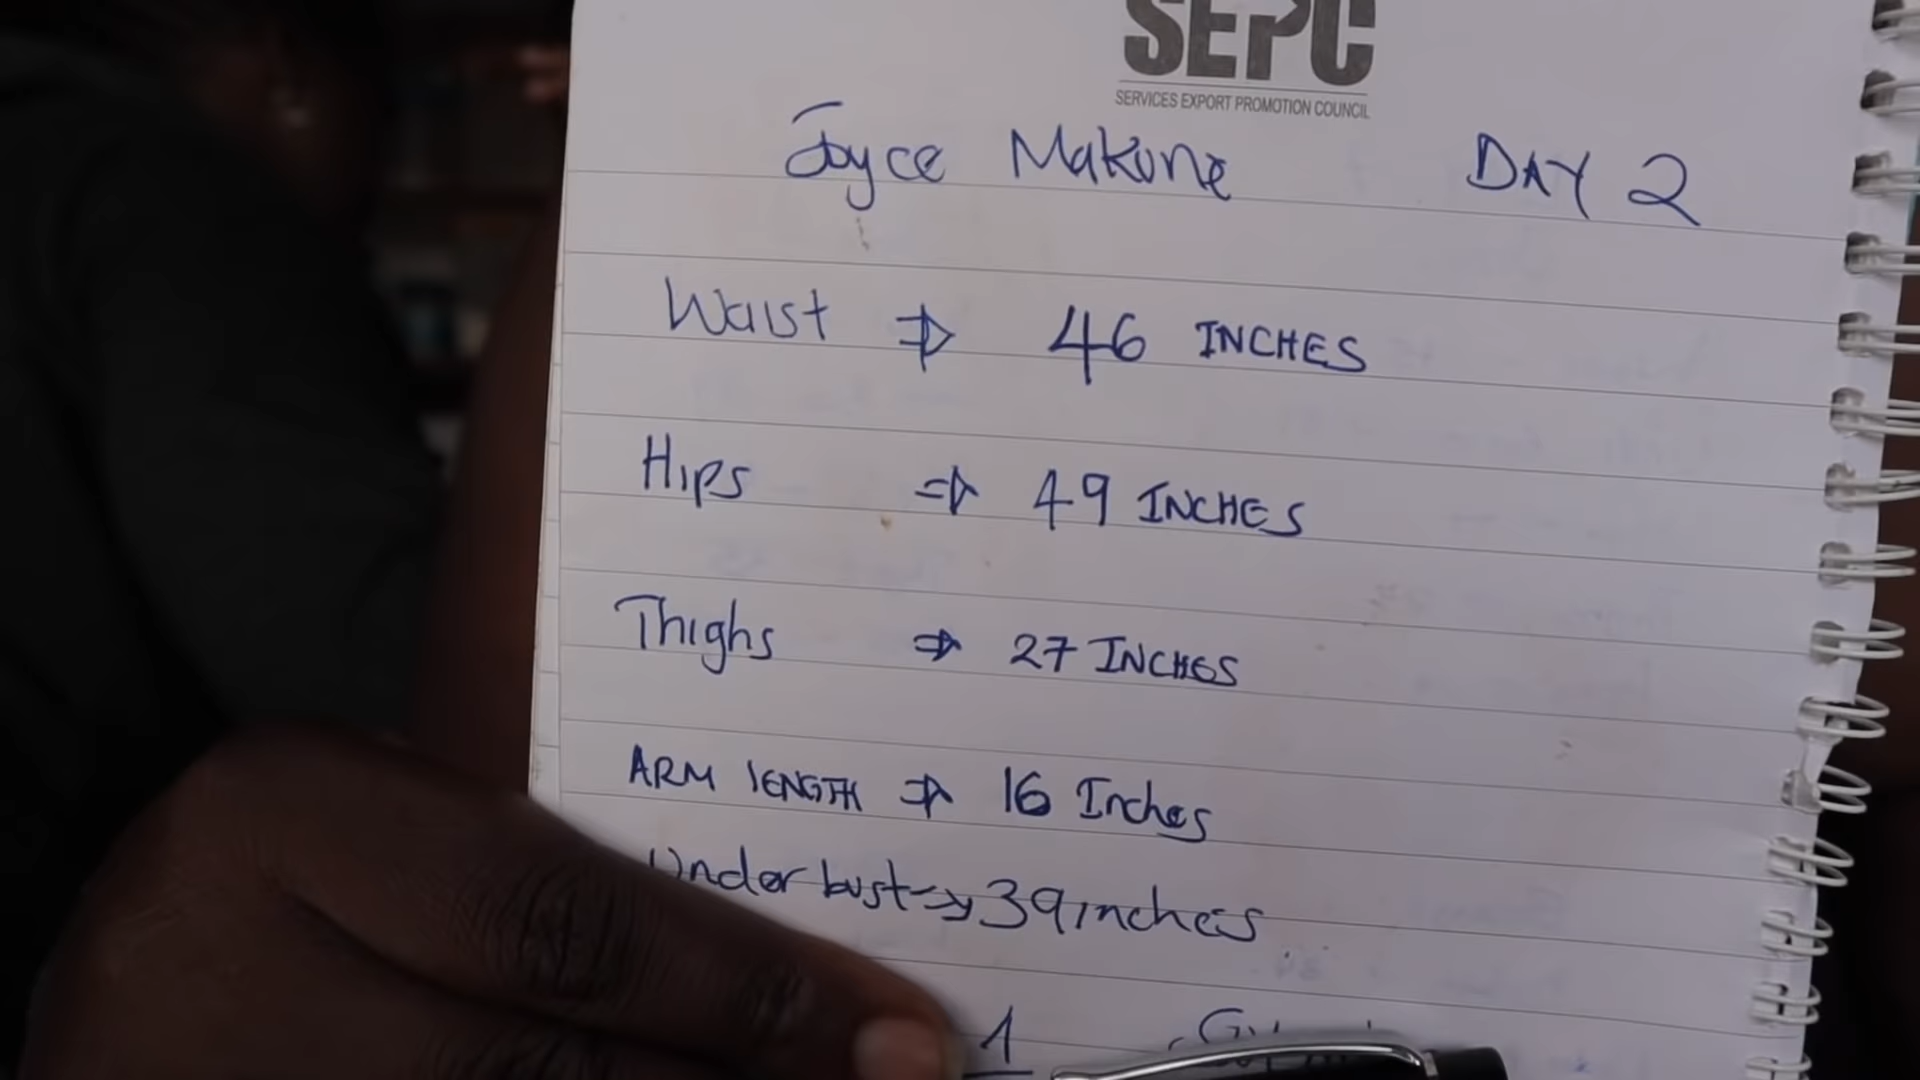 SEPC
SERVICES EXPORT PROMOTION COUNCIL
Joyce Makone DAY 2
Waist ⇒ 46 INCHES
Hips ⇒ 49 INCHES
Thighs ⇒ 27 INCHES
ARM LENGTH ⇒ 16 Inches
Under bust ⇒ 39 inches
1